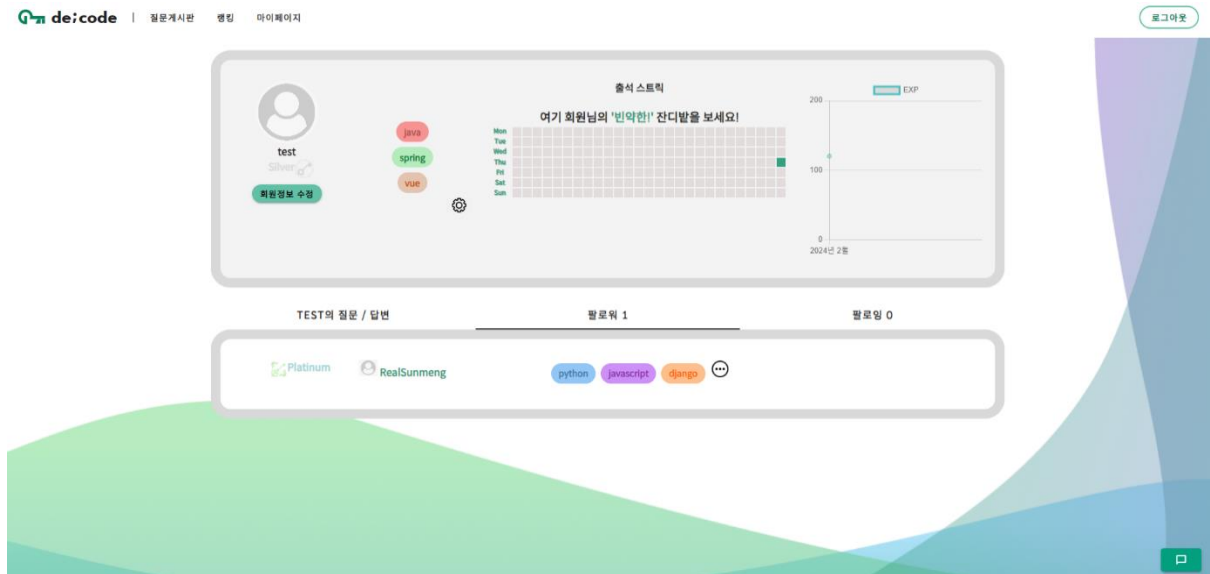 de;code | 질문게시판 랭킹 마이페이지 로그아웃
test
Silver
회원정보 수정
java
spring
vue
출석 스트릭
여기 회원님의 '빈약한!' 잔디밭을 보세요!
Mon
Tue
Wed
Thu
Fri
Sat
Sun
EXP
200
100
0
2024년 2월
TEST의 질문 / 답변 팔로워 1 팔로잉 0
Platinum RealSunmeng python javascript django